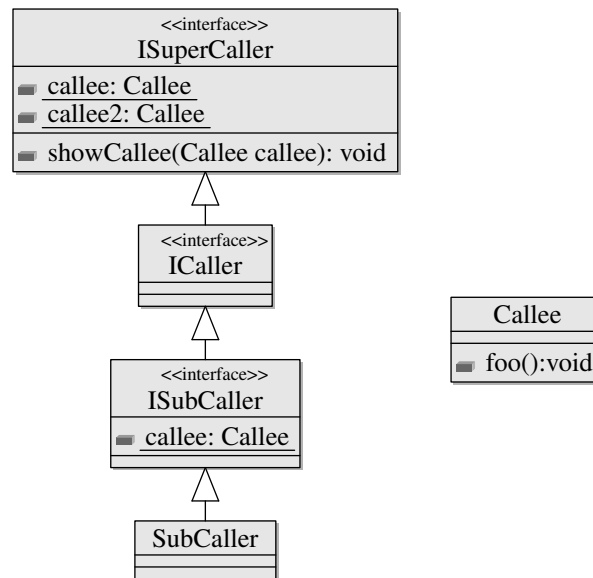 <<interface>>
ISuperCaller
callee: Callee
callee2: Callee
showCallee(Callee callee): void
<<interface>>
ICaller
<<interface>>
ISubCaller
callee: Callee
SubCaller
Callee
foo():void